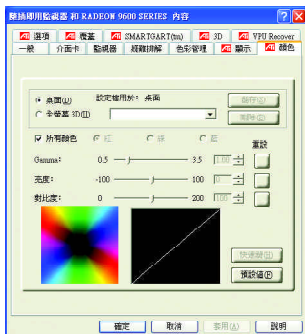 隨插即用監視器 和 RADEON 9600 SERIES 內容
選項 覆蓋 SMARTGART(tm) 3D VPU Recover
一般 介面卡 監視器 疑難排解 色彩管理 顯示 顏色
桌面(D) 設定檔用於: 桌面
全螢幕 3D(F)
儲存(S)
刪除(E)
所有顏色 紅 綠 藍
重設
Gamma: 0.5 3.5 1.00
亮度: -100 100 0
對比度: 0 200 100
快速鍵(H)
預設值(F)
確定 取消 套用(A) 說明